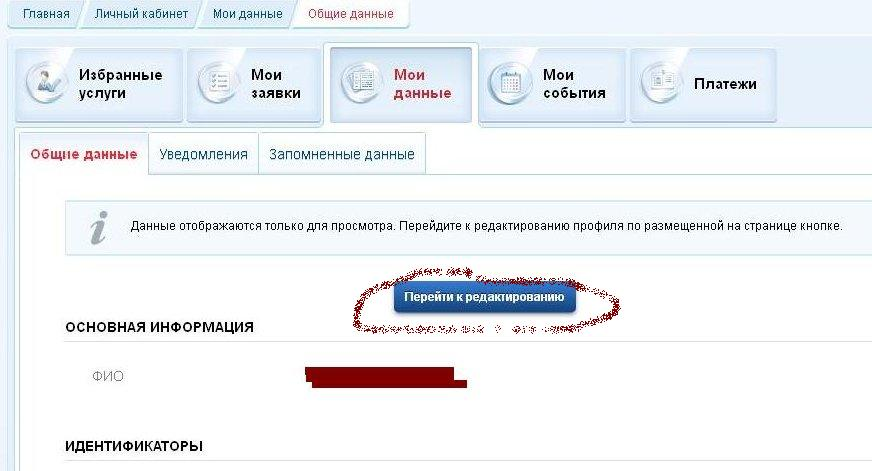 Главная Личный кабинет Мои данные Общие данные
Избранные услуги
Мои заявки
Мои данные
Мои события
Платежи
Общие данные Уведомления Запомненные данные
i Данные отображаются только для просмотра. Перейдите к редактированию профиля по размещенной на странице кнопке.
Перейти к редактированию
ОСНОВНАЯ ИНФОРМАЦИЯ
ФИО
ИДЕНТИФИКАТОРЫ